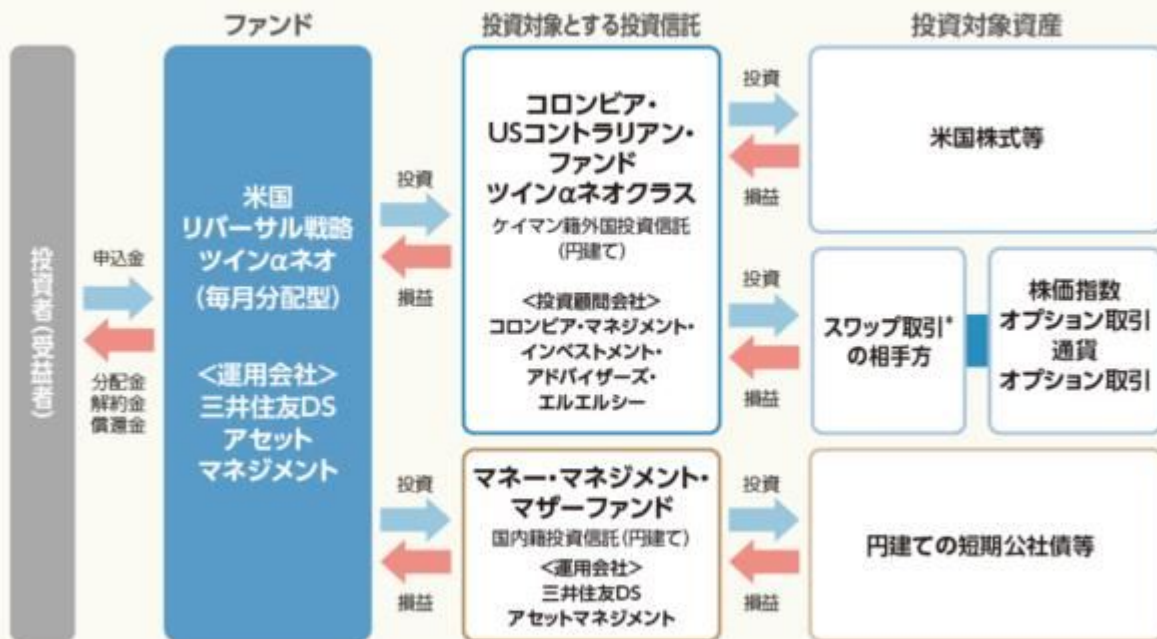 ファンド
投資対象とする投資信託
投資対象資産
投資者(受益者)
申込金
分配金
解約金
償還金
米国
リバーサル戦略
ツインαネオ
(毎月分配型)
<運用会社>
三井住友DS
アセット
マネジメント
投資
損益
コロンビア・
USコントラリアン・
ファンド
ツインαネオクラス
ケイマン籍外国投資信託
(円建て)
<投資顧問会社>
コロンビア・マネジメント・
インベストメント・
アドバイザーズ・
エルエルシー
投資
損益
米国株式等
投資
損益
スワップ取引*
の相手方
株価指数
オプション取引
通貨
オプション取引
投資
損益
マネー・マネジメント・
マザーファンド
国内籍投資信託(円建て)
<運用会社>
三井住友DS
アセットマネジメント
投資
損益
円建ての短期公社債等